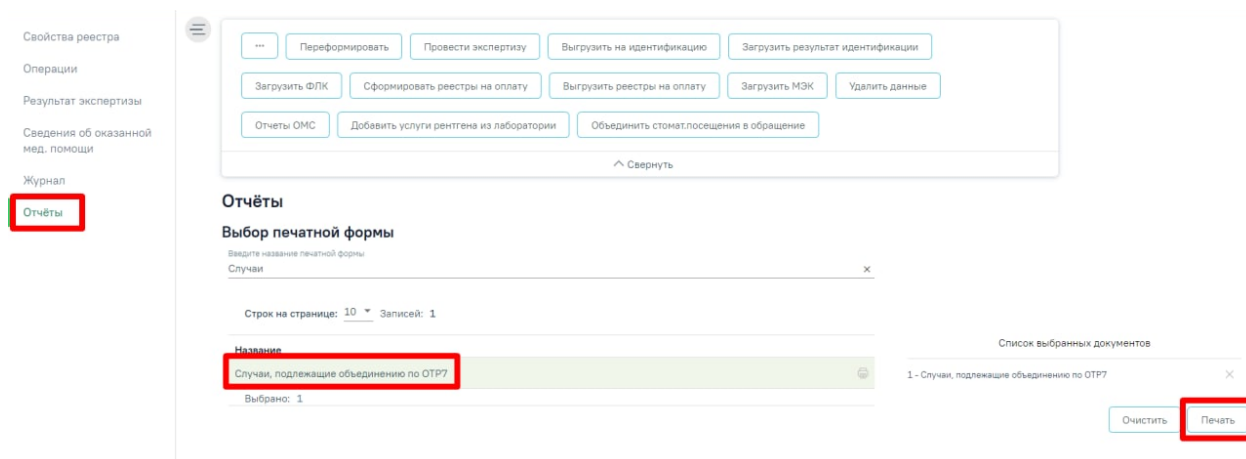 Свойства реестра
Операции
Результат экспертизы
Сведения об оказанной
мед. помощи
Журнал
Отчёты
... Переформировать Провести экспертизу Выгрузить на идентификацию Загрузить результат идентификации
Загрузить ФЛК Сформировать реестры на оплату Выгрузить реестры на оплату Загрузить МЭК Удалить данные
Отчеты ОМС Добавить услуги рентгена из лаборатории Объединить стомат.посещения в обращение
Свернуть
Отчёты
Выбор печатной формы
Введите название печатной формы
Случаи
Строк на странице: 10 Записей: 1
Название
Случаи, подлежащие объединению по ОТР7
Выбрано: 1
Список выбранных документов
1 - Случаи, подлежащие объединению по ОТР7
Очистить Печать